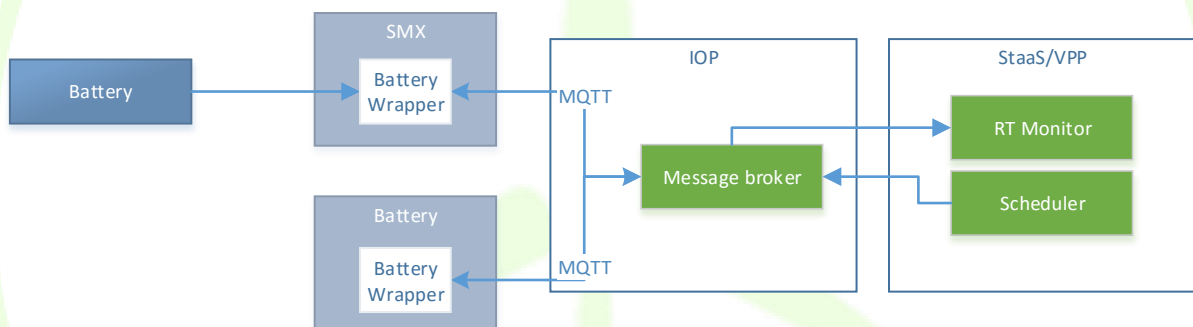 SMX
Battery
Battery
Wrapper
IOP
MQTT
Message broker
StaaS/VPP
RT Monitor
Scheduler
Battery
Battery
Wrapper
MQTT